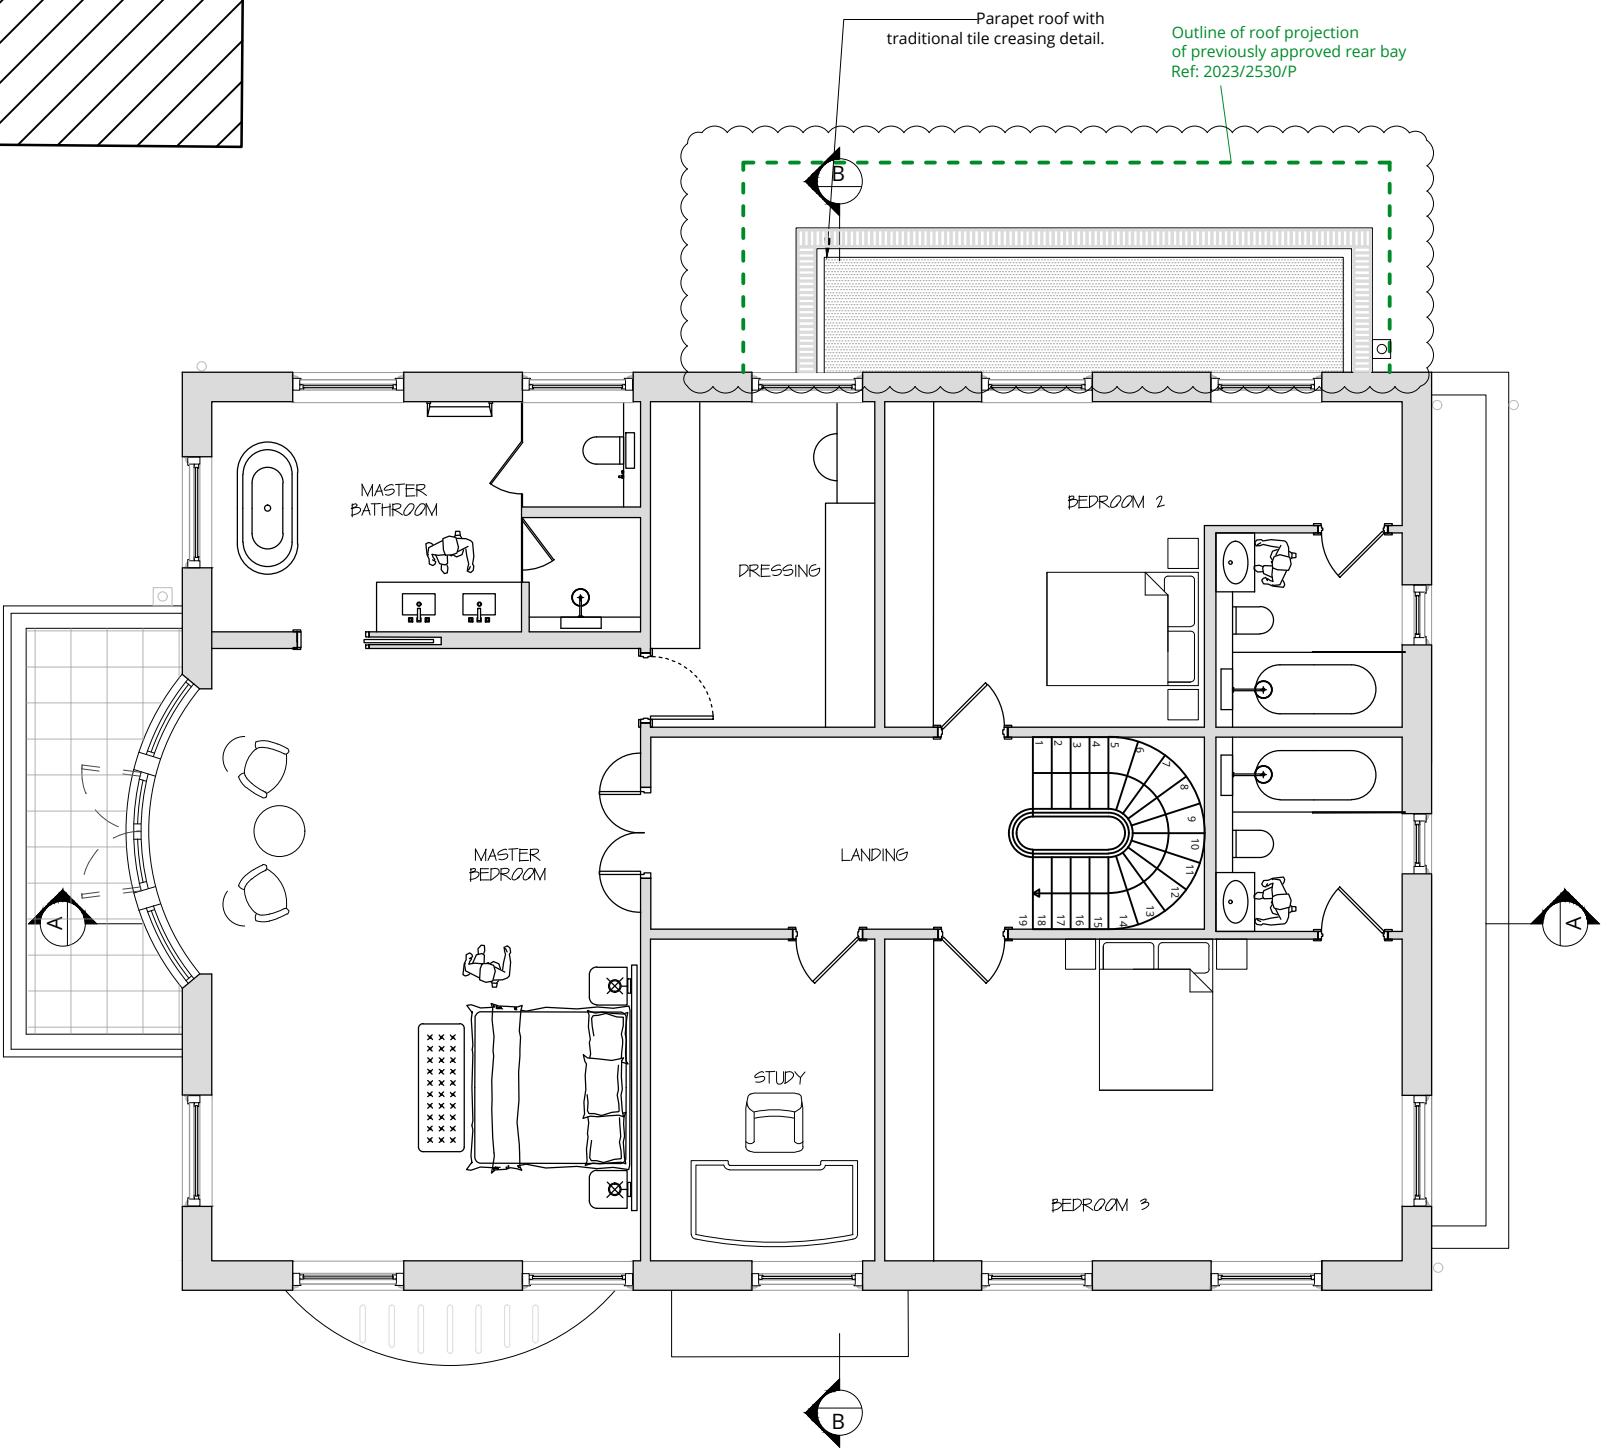 Parapet roof with
traditional tile creasing detail.
Outline of roof projection
of previously approved rear bay
Ref: 2023/2530/P
B
MASTER
BATHROOM
DRESSING
BEDROOM 2
1 2 3 4 5 6 7 8 9 10 11 12 13 14 15 16 17 18 19
MASTER
BEDROOM
LANDING
A
A
STUDY
BEDROOM 3
B